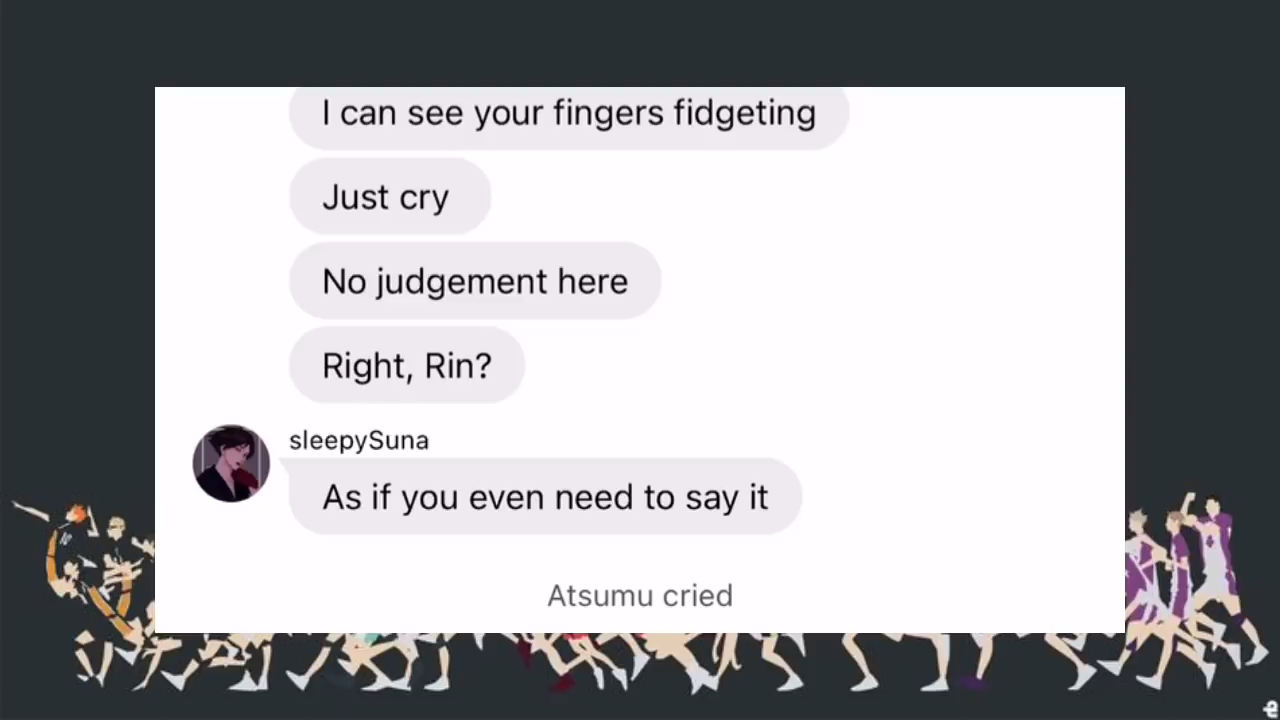 I can see your fingers fidgeting
Just cry
No judgement here
Right, Rin?
sleepySuna
As if you even need to say it
Atsumu cried